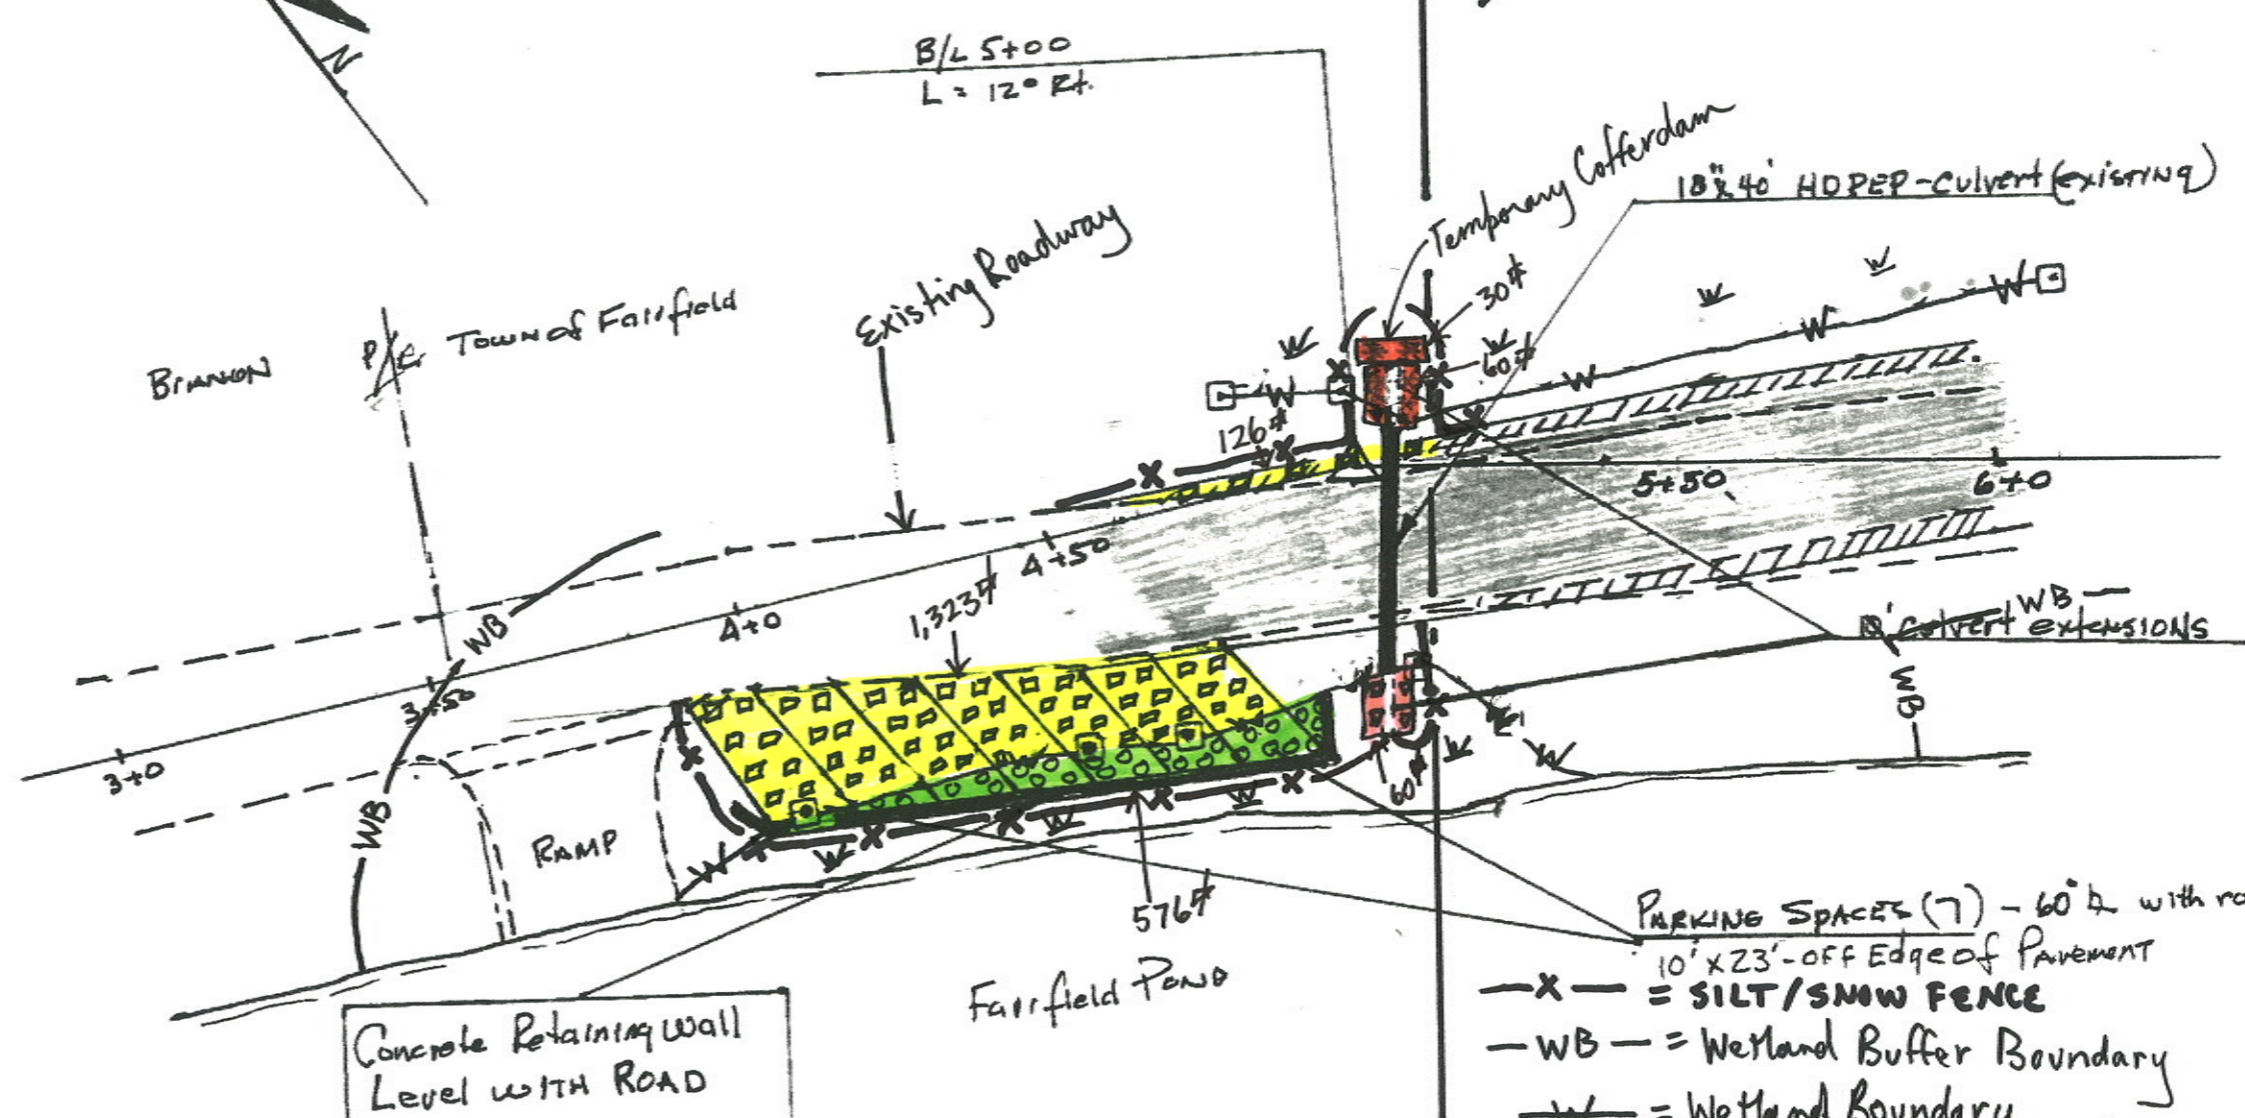 N
B/L 5+00
L = 12° Rt.
Temporary Cofferdam
18"x40' HDPEP-Culvert (existing)
Existing Roadway
Town of Fairfield
P/L
30#
W
W
W
W
60#
W
W
W
W
126#
X
X
X
X
X
5+50
6+0
4+50
1,323#
4+0
WB
WB
10' Culvert extensions
WB
3+50
3+0
WB
RAMP
X
X
X
X
X
X
X
W
W
W
W
W
W
60#
576#
PARKING SPACES (7) - 60° with
10'x23'-OFF Edge of Pavement
Fairfield Pond
—X— = SILT/SNOW FENCE
Concrete Retaining Wall
Level WITH ROAD
—WB— = Wetland Buffer Boundary
—W— = Wetland Boundary